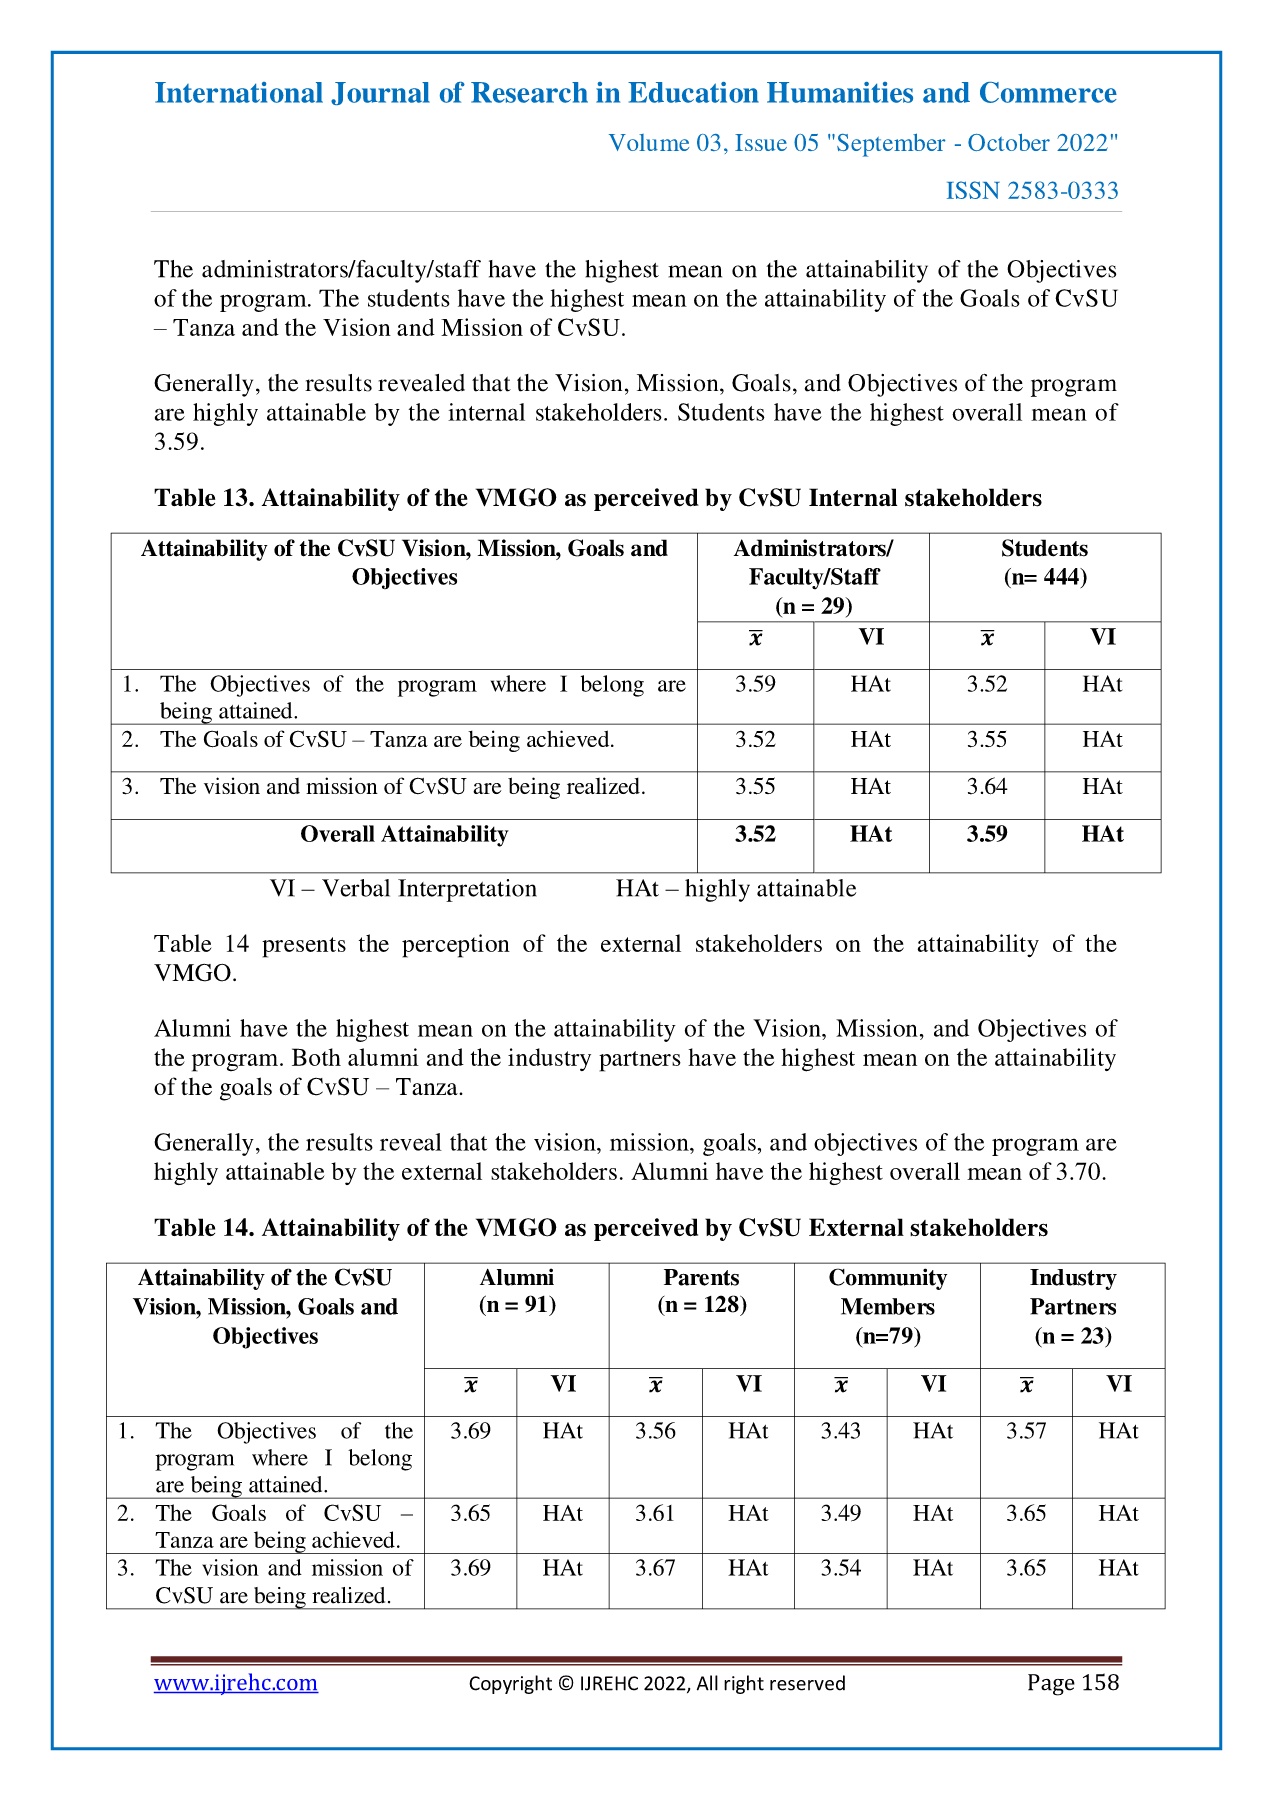 International Journal of Research in Education Humanities and Commerce
Volume 03, Issue 05 "September - October 2022"
ISSN 2583-0333
The administrators/faculty/staff have the highest mean on the attainability of the Objectives
of the program. The students have the highest mean on the attainability of the Goals of CvSU
– Tanza and the Vision and Mission of CvSU.
Generally, the results revealed that the Vision, Mission, Goals, and Objectives of the program
are highly attainable by the internal stakeholders. Students have the highest overall mean of
3.59.
Table 13. Attainability of the VMGO as perceived by CvSU Internal stakeholders
Attainability of the CvSU Vision, Mission, Goals and
Objectives
Administrators/
Faculty/Staff
(n = 29)
Students
(n= 444)
x̅ VI x̅ VI
1. The Objectives of the program where I belong are
being attained.
3.59 HAt 3.52 HAt
2. The Goals of CvSU – Tanza are being achieved. 3.52 HAt 3.55 HAt
3. The vision and mission of CvSU are being realized. 3.55 HAt 3.64 HAt
Overall Attainability 3.52 HAt 3.59 HAt
VI – Verbal Interpretation HAt – highly attainable
Table 14 presents the perception of the external stakeholders on the attainability of the
VMGO.
Alumni have the highest mean on the attainability of the Vision, Mission, and Objectives of
the program. Both alumni and the industry partners have the highest mean on the attainability
of the goals of CvSU – Tanza.
Generally, the results reveal that the vision, mission, goals, and objectives of the program are
highly attainable by the external stakeholders. Alumni have the highest overall mean of 3.70.
Table 14. Attainability of the VMGO as perceived by CvSU External stakeholders
Attainability of the CvSU
Vision, Mission, Goals and
Objectives
Alumni
(n = 91)
Parents
(n = 128)
Community
Members
(n=79)
Industry
Partners
(n = 23)
x̅ VI x̅ VI x̅ VI x̅ VI
1. The Objectives of the
program where I belong
are being attained.
3.69 HAt 3.56 HAt 3.43 HAt 3.57 HAt
2. The Goals of CvSU –
Tanza are being achieved.
3.65 HAt 3.61 HAt 3.49 HAt 3.65 HAt
3. The vision and mission of
CvSU are being realized.
3.69 HAt 3.67 HAt 3.54 HAt 3.65 HAt
www.ijrehc.com Copyright © IJREHC 2022, All right reserved Page 158